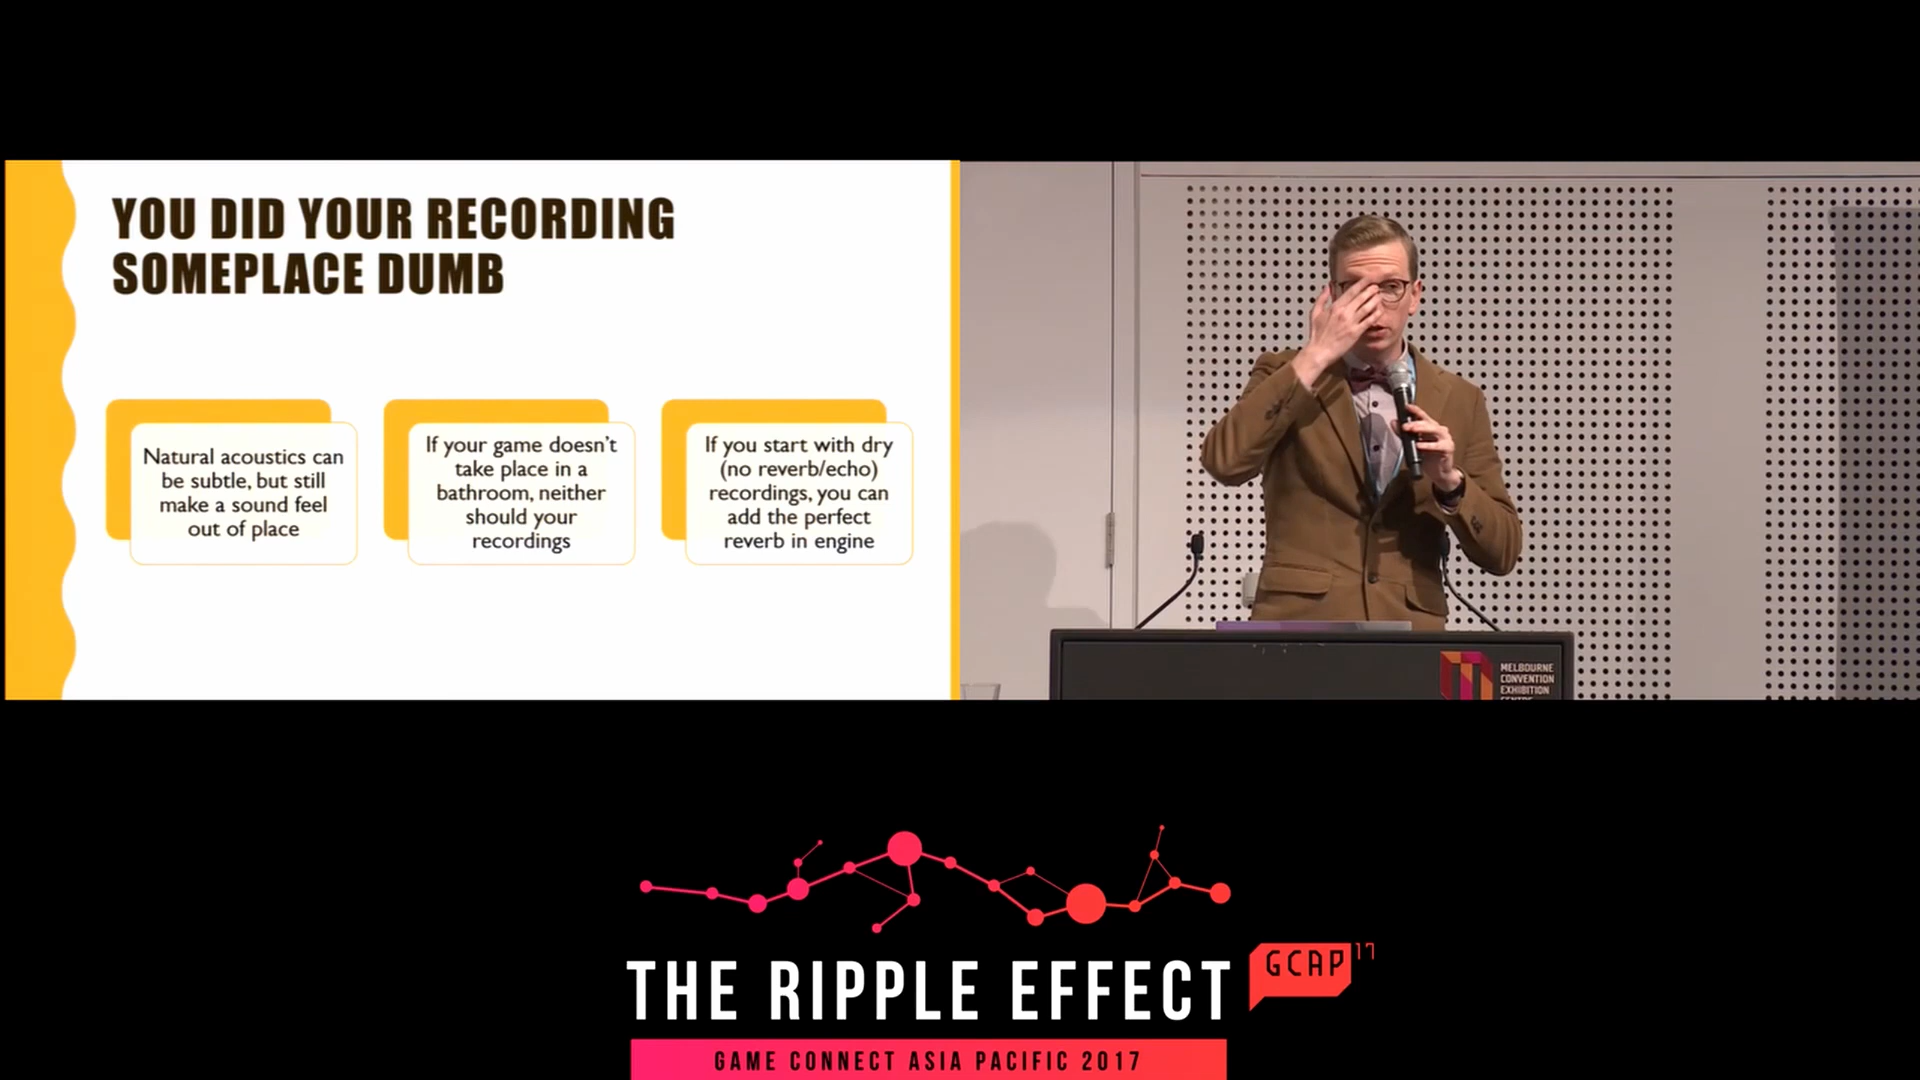 YOU DID YOUR RECORDING
SOMEPLACE DUMB
Natural acoustics can
be subtle, but still
make a sound feel
out of place
If your game doesn't
take place in a
bathroom, neither
should your
recordings
If you start with dry
(no reverb/echo)
recordings, you can
add the perfect
reverb in engine
MELBOURNE
CONVENTION
EXHIBITION
THE RIPPLE EFFECT
GCAP
17
GAME CONNECT ASIA PACIFIC 2017